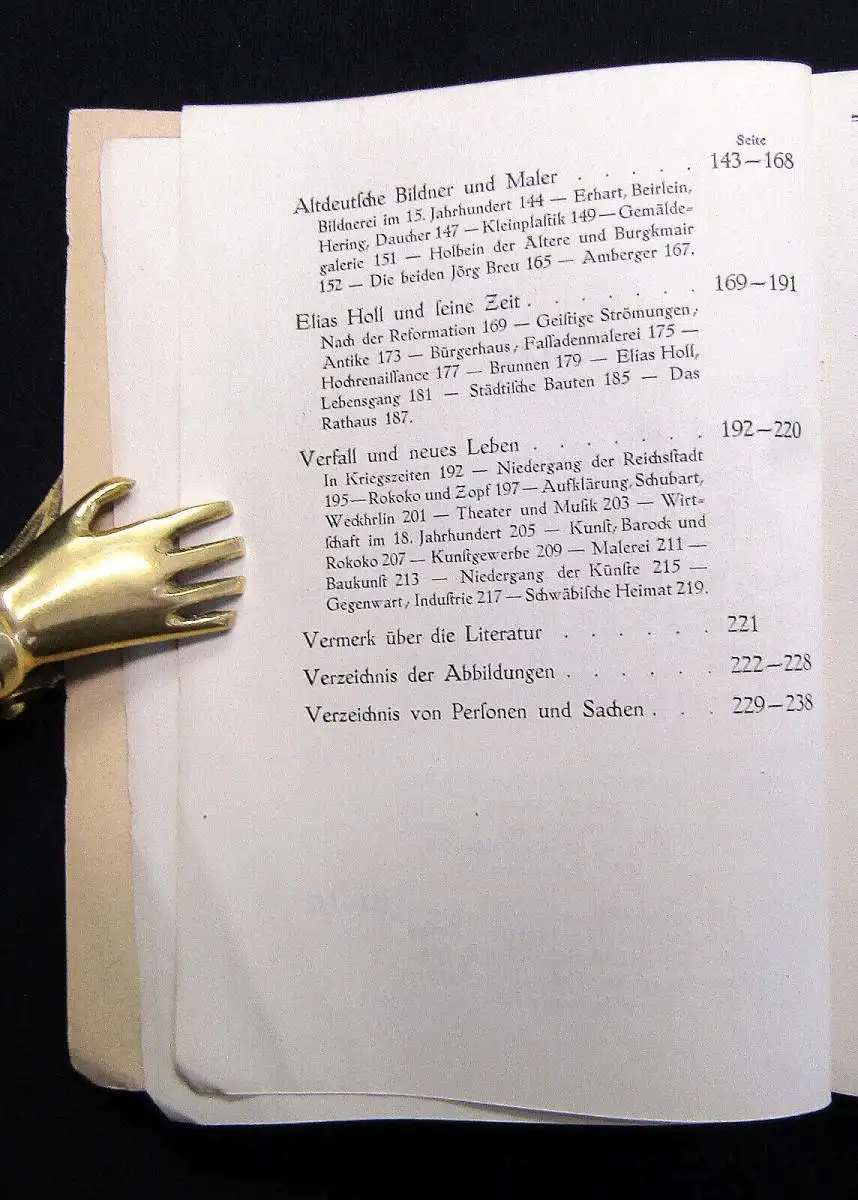 Seite
Altdeutſche Bildner und Maler . . . . . 143—168
Bildnerei im 15. Jahrhundert 144 — Erhart, Beirlein,
Hering, Daucher 147 — Kleinplaſtik 149 — Gemälde-
galerie 151 — Holbein der Ältere und Burgkmair
152 — Die beiden Jörg Breu 165 — Amberger 167.
Elias Holl und ſeine Zeit . . . . . . . 169—191
Nach der Reformation 169 — Geiſtige Strömungen,
Antike 173 — Bürgerhaus, Faſſadenmalerei 175 —
Hochrenaiſſance 177 — Brunnen 179 — Elias Holl,
Lebensgang 181 — Städtiſche Bauten 185 — Das
Rathaus 187.
Verfall und neues Leben . . . . . . . 192—220
In Kriegszeiten 192 — Niedergang der Reichsſtadt
195 — Rokoko und Zopf 197 — Aufklärung, Schubart,
Weckhrlin 201 — Theater und Muſik 203 — Wirt-
ſchaft im 18. Jahrhundert 205 — Kunſt, Barock und
Rokoko 207 — Kunſtgewerbe 209 — Malerei 211 —
Baukunſt 213 — Niedergang der Künſte 215 —
Gegenwart, Induſtrie 217 — Schwäbiſche Heimat 219.
Vermerk über die Literatur . . . . . . 221
Verzeichnis der Abbildungen . . . . . . 222—228
Verzeichnis von Perſonen und Sachen . . . 229—238